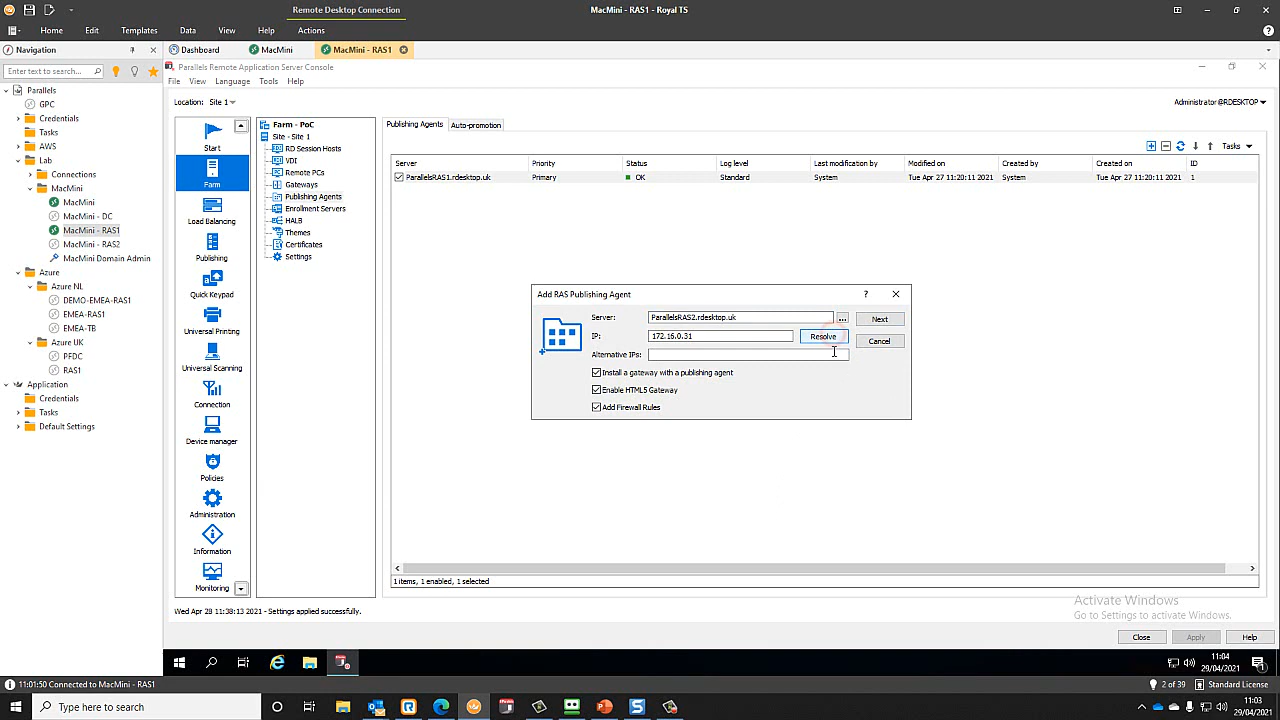 Remote Desktop Connection
MacMini - RAS1 - Royal TS
Home
Edit
Templates
Data
View
Help
Actions
Navigation
Dashboard
MacMini
MacMini - RAS1
Enter text to search...
Parallels Remote Application Server Console
File View Language Tools Help
Location: Site 1
Administrator@RDESKTOP
Parallels
GPC
Credentials
Tasks
AWS
Lab
Connections
MacMini
MacMini
MacMini - DC
MacMini - RAS1
MacMini - RAS2
MacMini Domain Admin
Azure
Azure NL
DEMO-EMEA-RAS1
EMEA-RAS1
EMEA-TB
Azure UK
PFDC
RAS1
Application
Credentials
Tasks
Default Settings
Start
Farm
Load Balancing
Publishing
Quick Keypad
Universal Printing
Universal Scanning
Connection
Device manager
Policies
Administration
Information
Monitoring
Farm - PoC
Site - Site 1
RD Session Hosts
VDI
Remote PCs
Gateways
Publishing Agents
Enrollment Servers
HALB
Themes
Certificates
Settings
Publishing Agents
Auto-promotion
Tasks
Server Priority Status Log level Last modification by Modified on Created by Created on ID
ParallelsRAS1.rdesktop.uk Primary OK Standard System Tue Apr 27 11:20:11 2021 System Tue Apr 27 11:20:11 2021 1
Add RAS Publishing Agent
?
Server: ParallelsRAS2.rdesktop.uk ... Next
IP: 172.16.0.31 Resolve Cancel
Alternative IPs:
Install a gateway with a publishing agent
Enable HTML5 Gateway
Add Firewall Rules
1 items, 1 enabled, 1 selected
Activate Windows
Go to Settings to activate Windows.
Wed Apr 28 11:38:13 2021 - Settings applied successfully.
Close Apply Help
11:04
29/04/2021
11:01:50 Connected to MacMini - RAS1
2 of 39
Standard License
Type here to search
11:03
29/04/2021